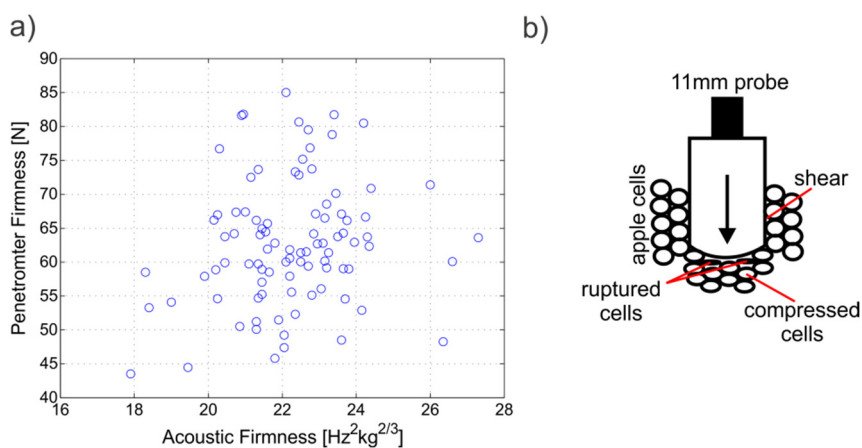 a)
90
85
80
75
70
65
60
55
50
45
40
Penetromter Firmness [N]
16 18 20 22 24 26 28
Acoustic Firmness [Hz²kg²/³]
b)
11mm probe
apple cells
shear
ruptured
cells
compressed
cells